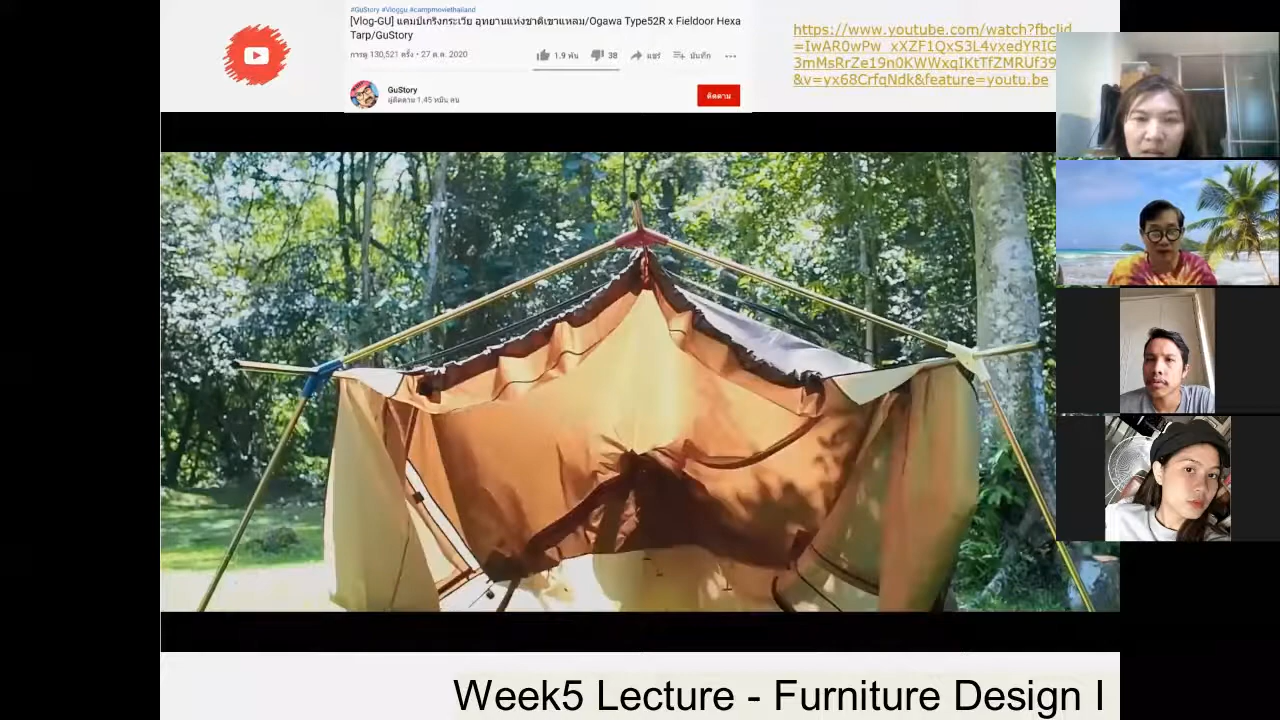 #GuStory #Vloggu #campmoviethailand
[Vlog-GU] แคมป์เกริงกระเวีย อุทยานแห่งชาติเขาแหลม/Ogawa Type52R x Fieldoor Hexa
Tarp/GuStory
การดู 130,521 ครั้ง • 27 ต.ค. 2020
1.9 พัน
38
แชร์
บันทึก
GuStory
ผู้ติดตาม 1.45 หมื่น คน
ติดตาม
https://www.youtube.com/watch?fbclid
=IwAR0wPw_xXZF1QxS3L4vxedYRIG
3mMsRrZe19n0KWWxqIKtTfZMRUf39
&v=yx68CrfqNdk&feature=youtu.be
Week5 Lecture - Furniture Design I